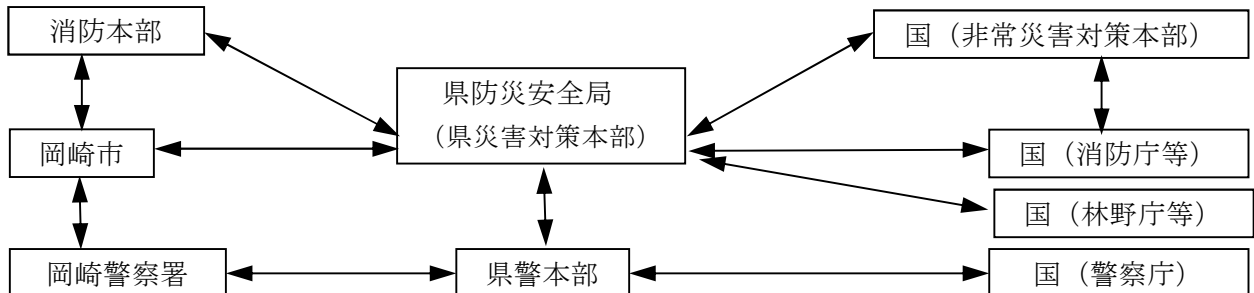 消防本部
国（非常災害対策本部）
県防災安全局
（県災害対策本部）
岡崎市
国（消防庁等）
国（林野庁等）
岡崎警察署
県警本部
国（警察庁）